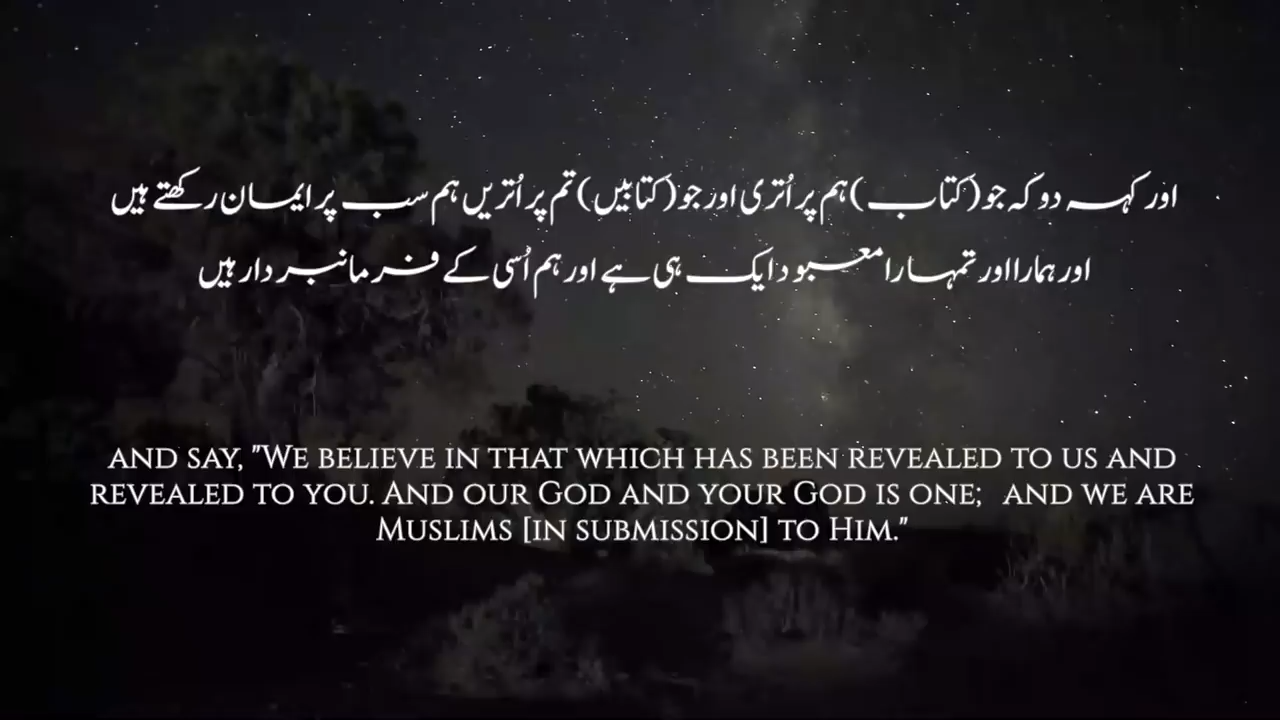 اور کہہ دو کہ جو (کتاب) ہم پر اُتری اور جو (کتابیں) تم پر اُتریں ہم سب پر ایمان رکھتے ہیں
اور ہمارا اور تمہارا معبود ایک ہی ہے اور ہم اُسی کے فرمانبردار ہیں
AND SAY, "WE BELIEVE IN THAT WHICH HAS BEEN REVEALED TO US AND
REVEALED TO YOU. AND OUR GOD AND YOUR GOD IS ONE; AND WE ARE
MUSLIMS [IN SUBMISSION] TO HIM."